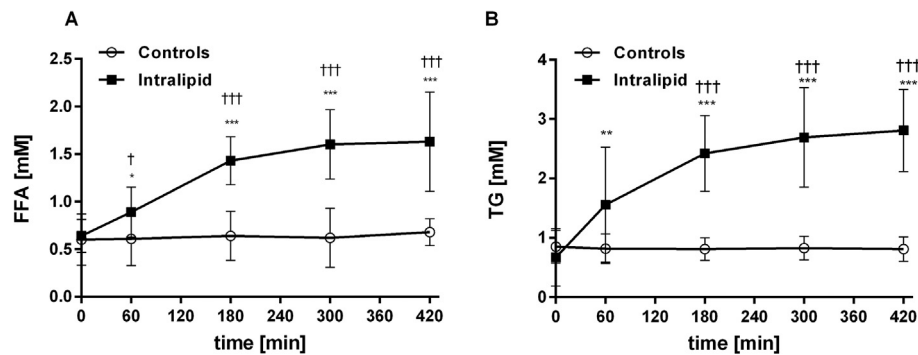 A
Controls
Intralipid
FFA [mM]
2.5
2.0
1.5
1.0
0.5
0.0
†
*
†††
***
†††
***
†††
***
0 60 120 180 240 300 360 420
time [min]
B
Controls
Intralipid
TG [mM]
4
3
2
1
0
**
†††
***
†††
***
†††
***
0 60 120 180 240 300 360 420
time [min]